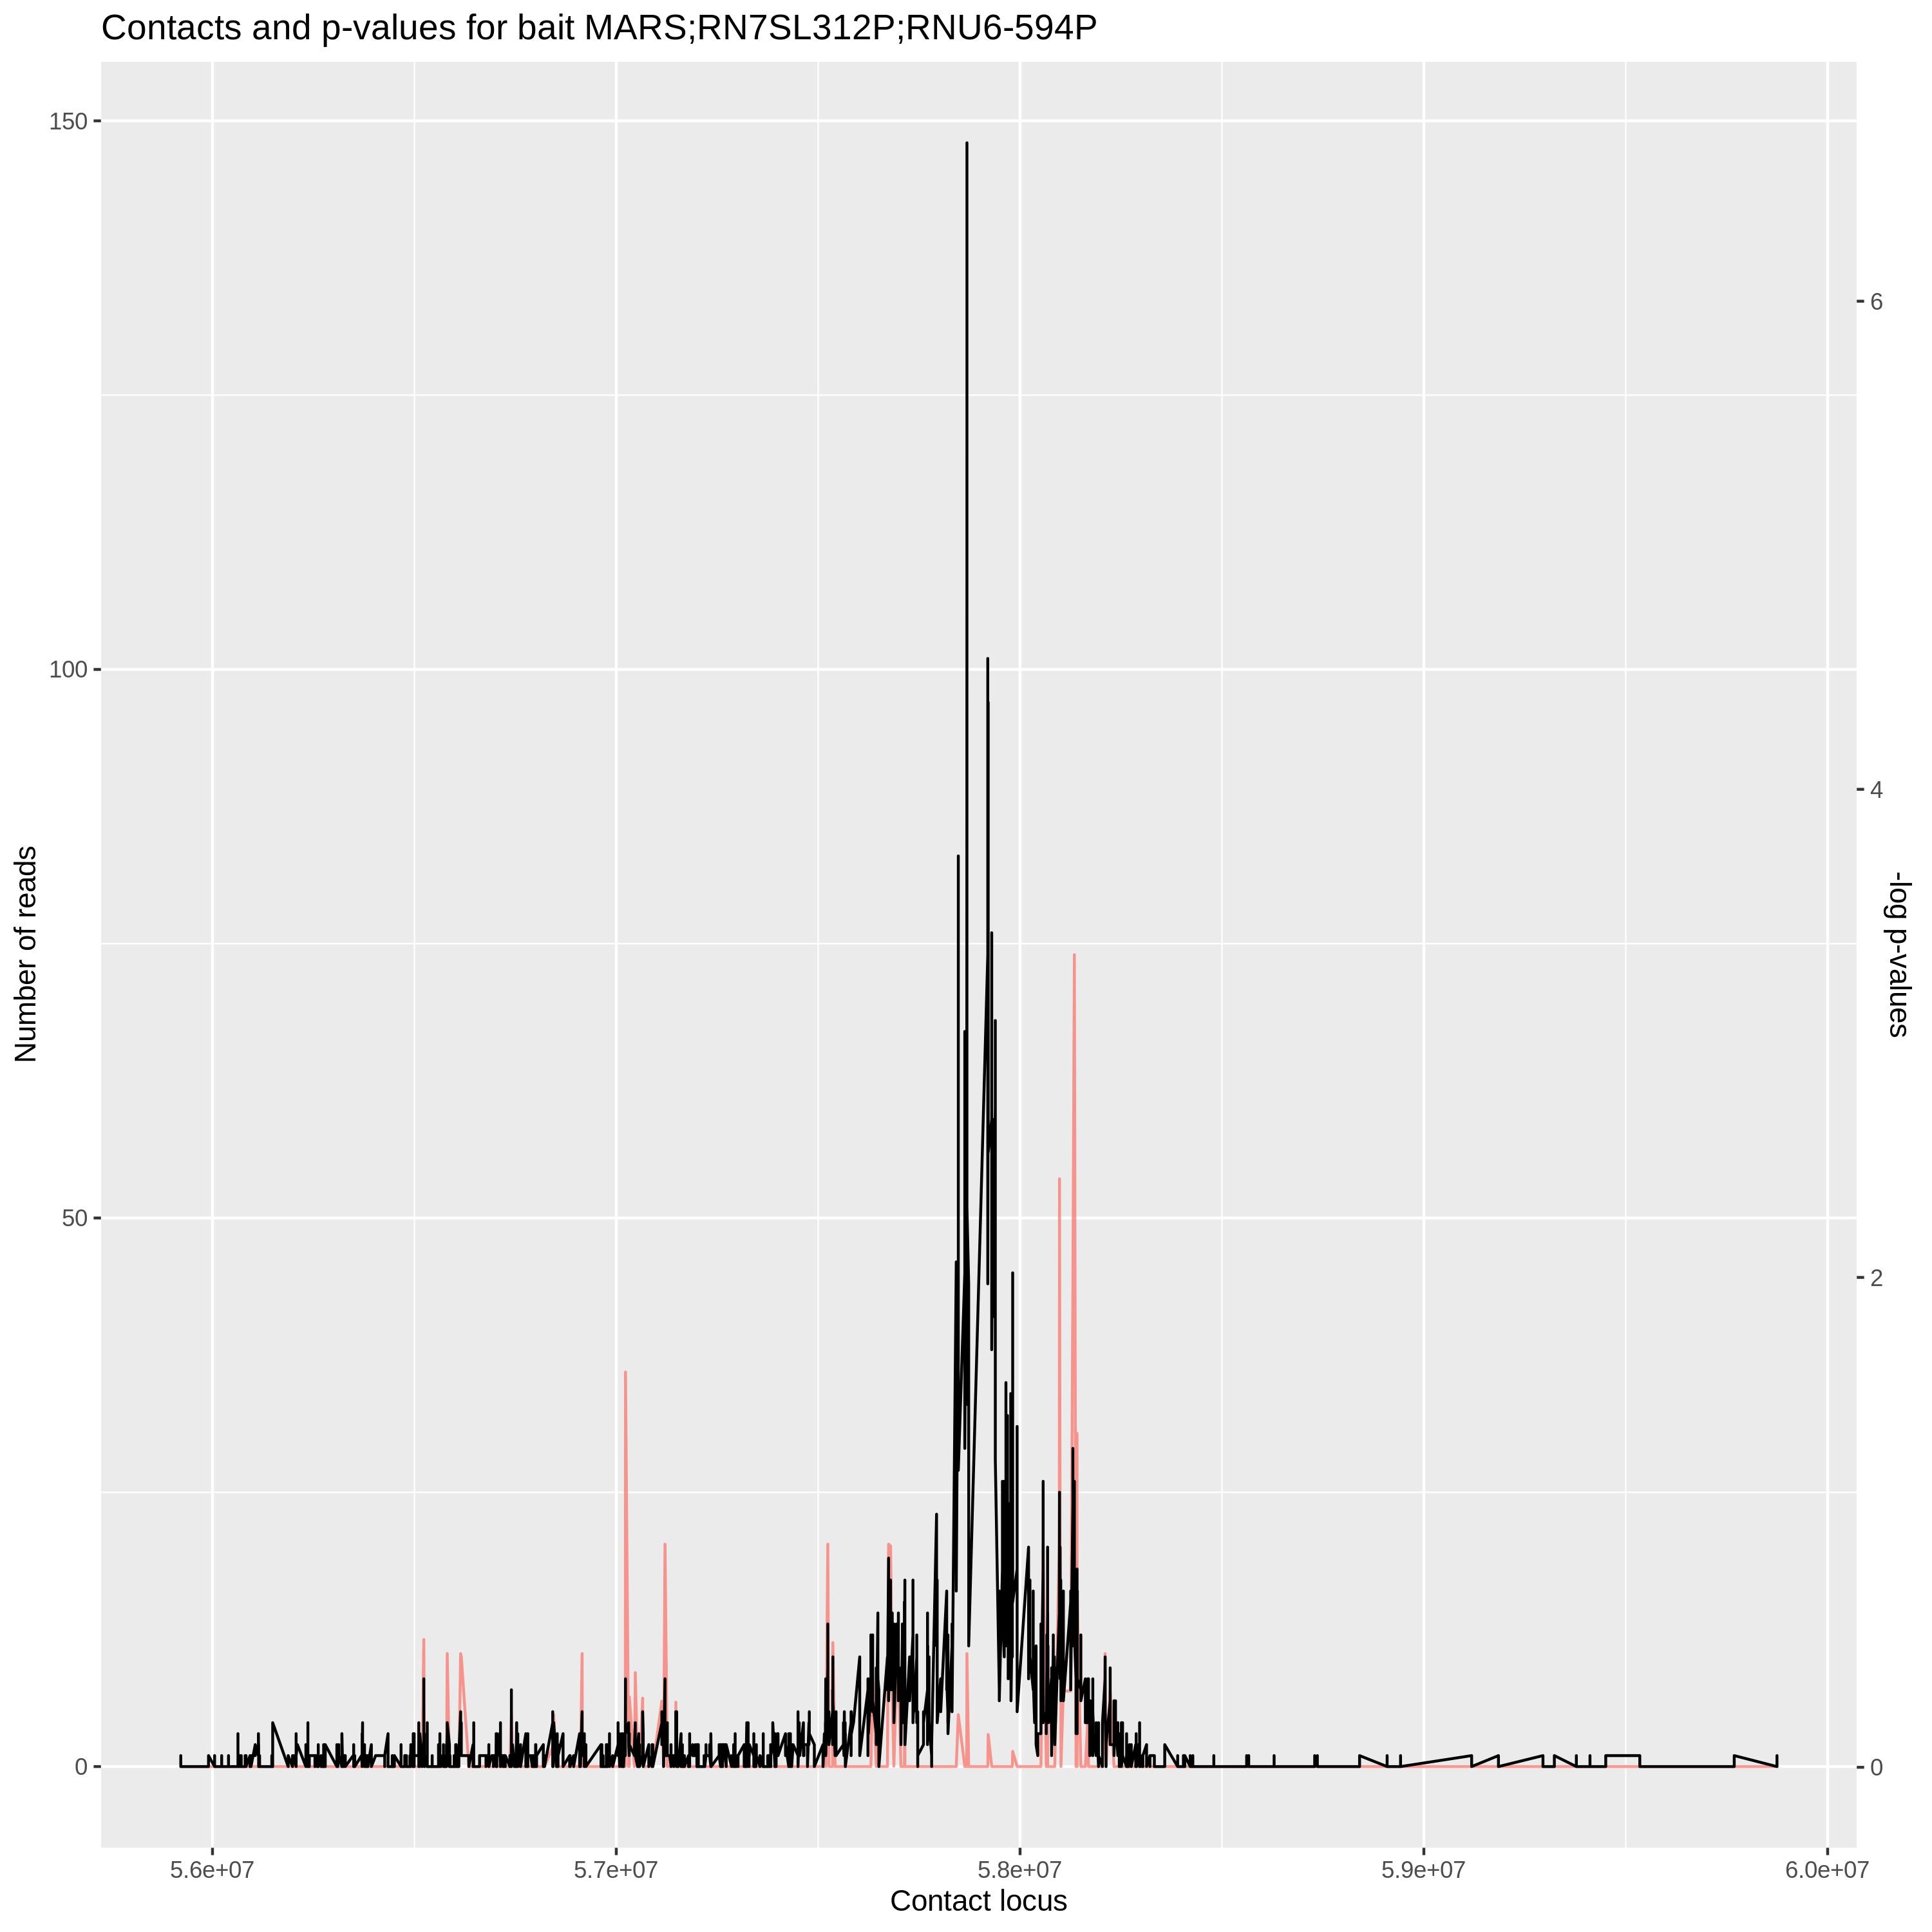 Contacts and p-values for bait MARS;RN7SL312P;RNU6-594P
150
100
50
0
Number of reads
6
4
2
0
-log p-values
5.6e+07 5.7e+07 5.8e+07 5.9e+07 6.0e+07
Contact locus